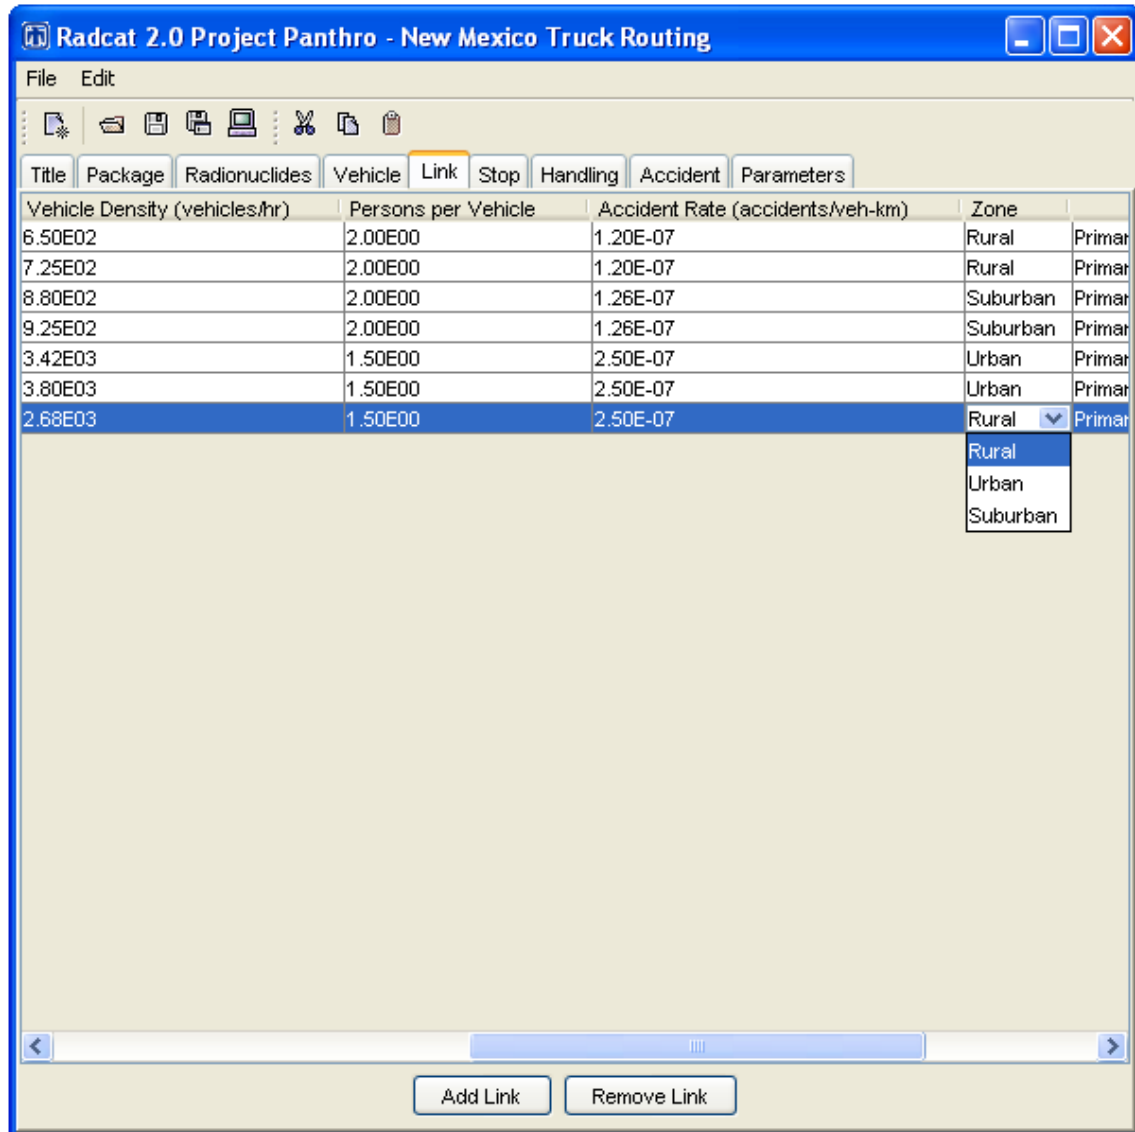 Radcat 2.0 Project Panthro - New Mexico Truck Routing
File Edit
Title Package Radionuclides Vehicle Link Stop Handling Accident Parameters
Vehicle Density (vehicles/hr) Persons per Vehicle Accident Rate (accidents/veh-km) Zone
6.50E02 2.00E00 1.20E-07 Rural Primar
7.25E02 2.00E00 1.20E-07 Rural Primar
8.80E02 2.00E00 1.26E-07 Suburban Primar
9.25E02 2.00E00 1.26E-07 Suburban Primar
3.42E03 1.50E00 2.50E-07 Urban Primar
3.80E03 1.50E00 2.50E-07 Urban Primar
2.68E03 1.50E00 2.50E-07 Rural Primar
Rural
Urban
Suburban
Add Link Remove Link